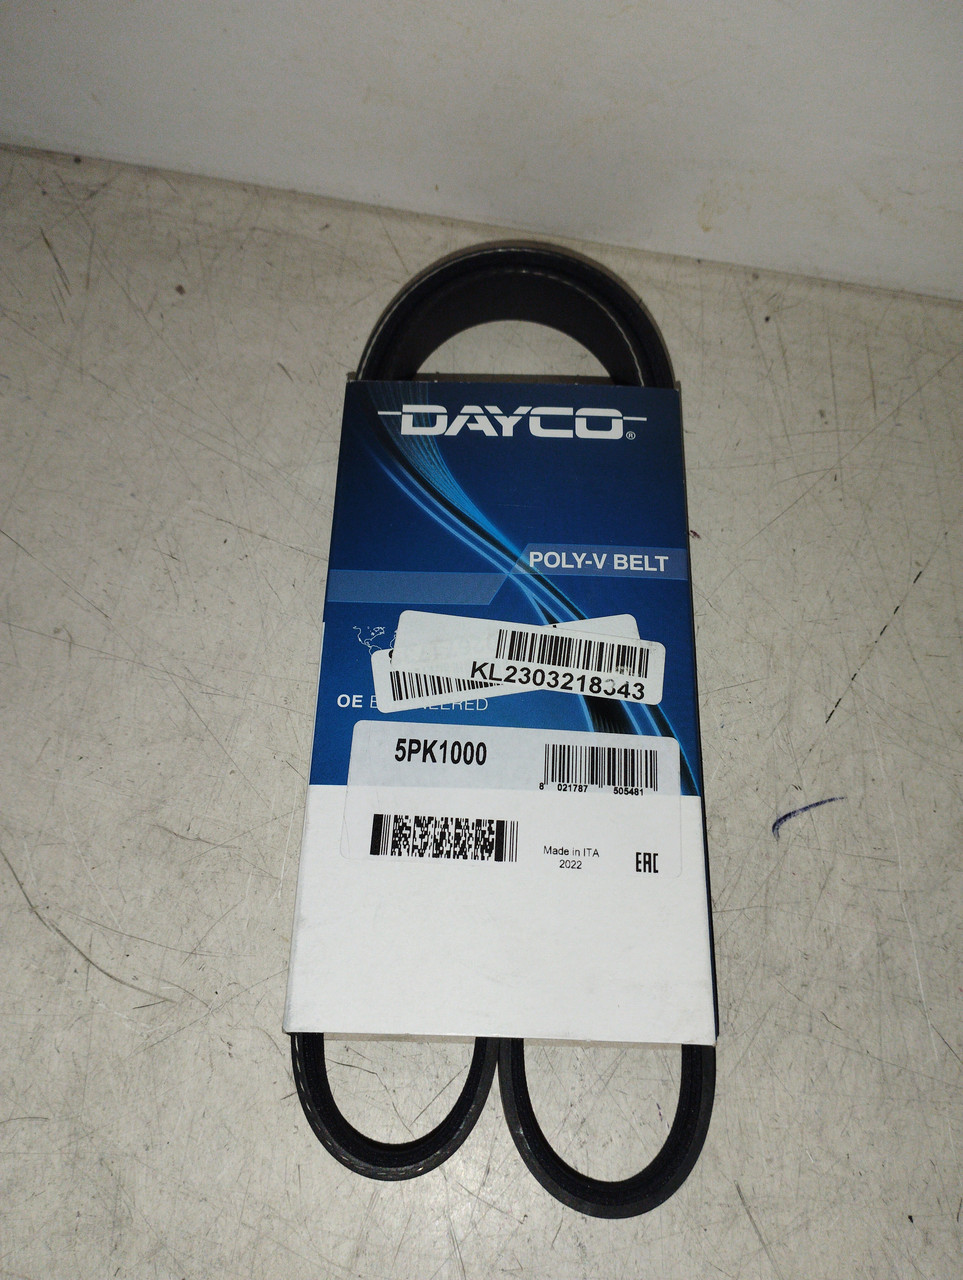 DAYCO®
POLY-V BELT
KL2303218343
OE
5PK1000
8 021787 505481
Made in ITA
2022
EAC